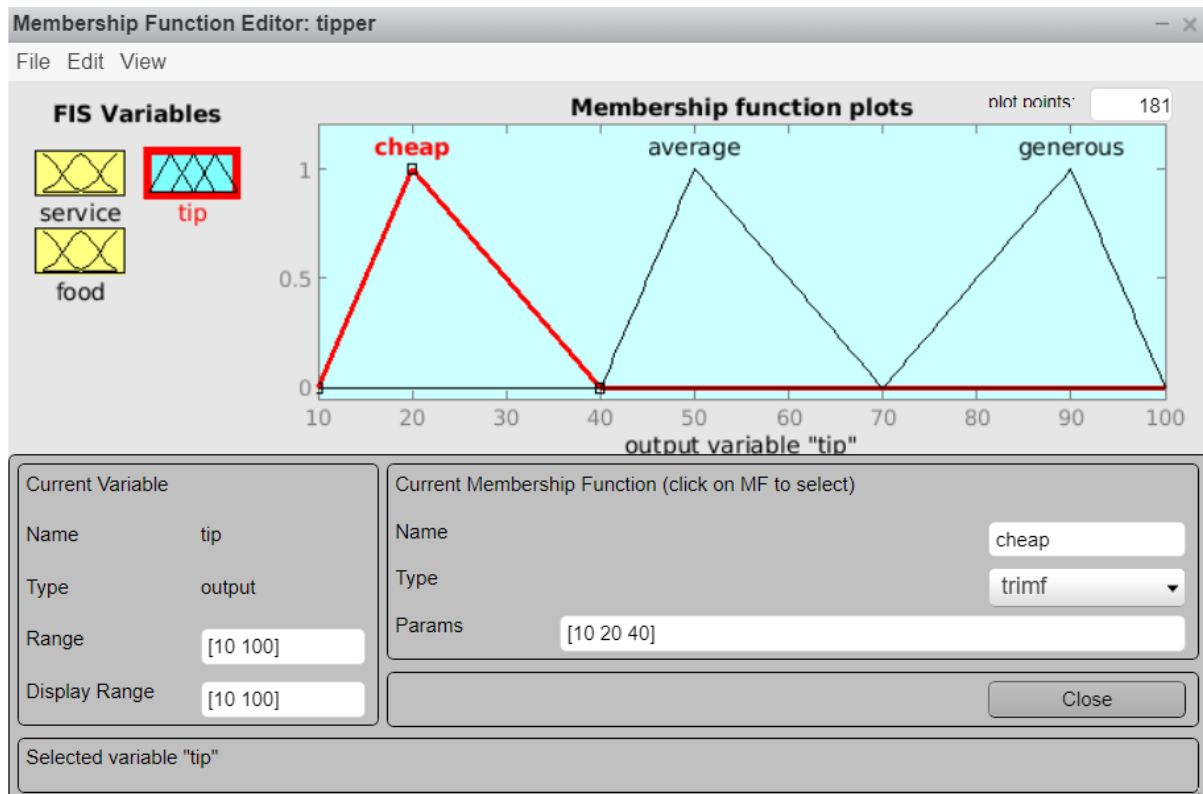 Membership Function Editor: tipper
File Edit View
FIS Variables
service
tip
food
Membership function plots
plot points:
181
cheap
average
generous
1
0.5
0
10 20 30 40 50 60 70 80 90 100
output variable "tip"
Current Variable
Name tip
Type output
Range [10 100]
Display Range [10 100]
Current Membership Function (click on MF to select)
Name cheap
Type trimf
Params [10 20 40]
Close
Selected variable "tip"